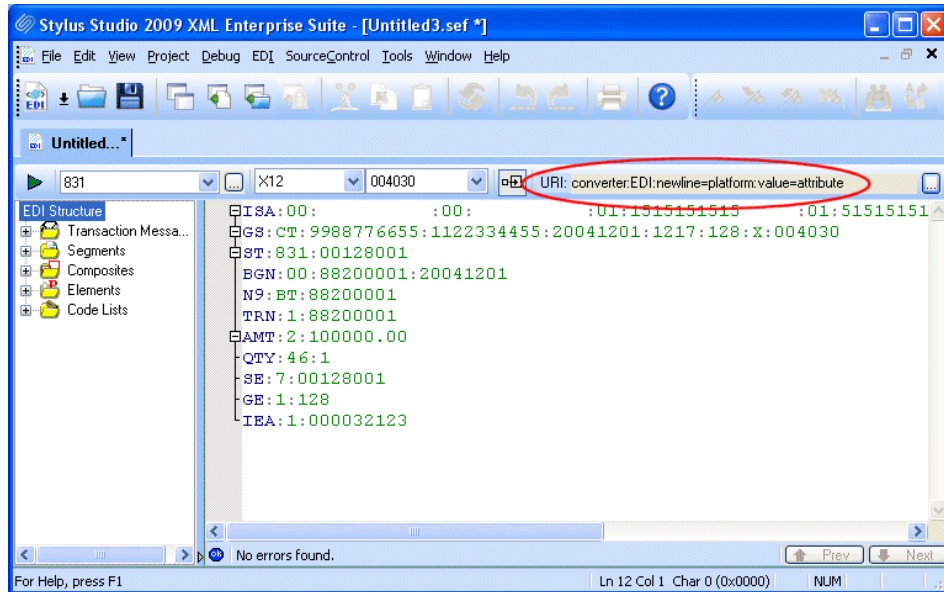 Stylus Studio 2009 XML Enterprise Suite - [Untitled3.sef *]
File Edit View Project Debug EDI SourceControl Tools Window Help
EDI
Untitled...*
831 ... X12 004030 URI: converter:EDI:newline=platform:value=attribute ...
EDI Structure
Transaction Messa...
Segments
Composites
Elements
Code Lists
ISA:00: :00: :01:1515151515 :01:51515151
GS:CT:9988776655:1122334455:20041201:1217:128:X:004030
ST:831:00128001
BGN:00:88200001:20041201
N9:BT:88200001
TRN:1:88200001
AMT:2:100000.00
QTY:46:1
SE:7:00128001
GE:1:128
IEA:1:000032123
No errors found.
Prev Next
For Help, press F1
Ln 12 Col 1 Char 0 (0x0000) NUM